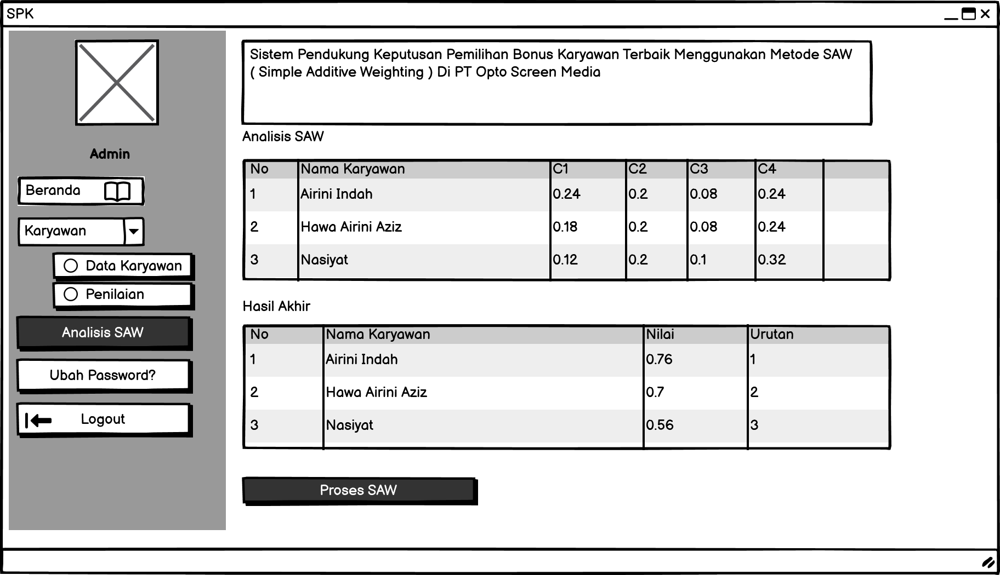 SPK
Admin
Beranda
Karyawan
Data Karyawan
Penilaian
Analisis SAW
Ubah Password?
Logout
Sistem Pendukung Keputusan Pemilihan Bonus Karyawan Terbaik Menggunakan Metode SAW
( Simple Additive Weighting ) Di PT Opto Screen Media
Analisis SAW
No Nama Karyawan C1 C2 C3 C4
1 Airini Indah 0.24 0.2 0.08 0.24
2 Hawa Airini Aziz 0.18 0.2 0.08 0.24
3 Nasiyat 0.12 0.2 0.1 0.32
Hasil Akhir
No Nama Karyawan Nilai Urutan
1 Airini Indah 0.76 1
2 Hawa Airini Aziz 0.7 2
3 Nasiyat 0.56 3
Proses SAW